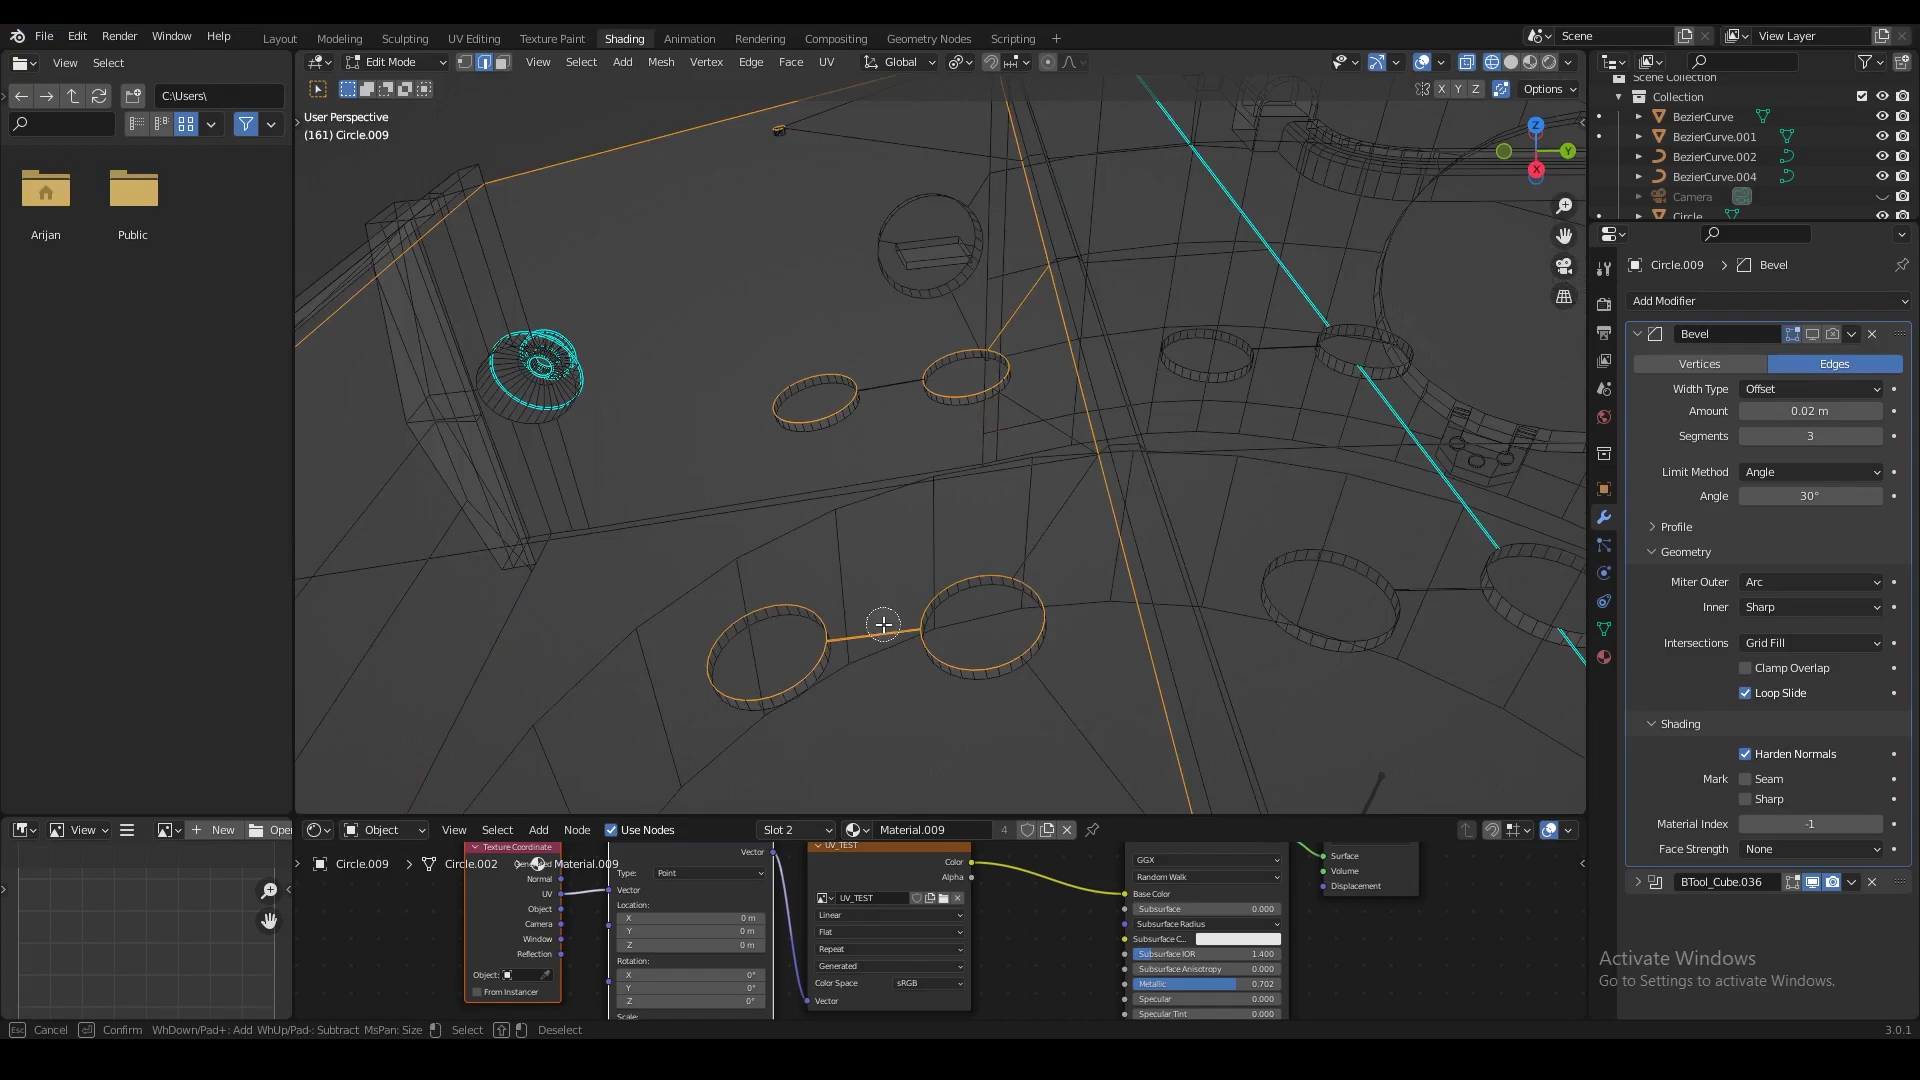 File Edit Render Window Help
Layout Modeling Sculpting UV Editing Texture Paint Shading Animation Rendering Compositing Geometry Nodes Scripting +
Scene
View Layer
View Select
Edit Mode
View Select Add Mesh Vertex Edge Face UV
Global
C:\Users\
X Y Z
Options
User Perspective
(161) Circle.009
Arijan
Public
Z
Y
X
Scene Collection
Collection
BezierCurve
BezierCurve.001
BezierCurve.002
BezierCurve.004
Camera
Circle
Circle.009 > Bevel
Add Modifier
Bevel
Vertices Edges
Width Type Offset
Amount 0.02 m
Segments 3
Limit Method Angle
Angle 30°
Profile
Geometry
Miter Outer Arc
Inner Sharp
Intersections Grid Fill
Clamp Overlap
Loop Slide
Shading
Harden Normals
Mark Seam
Sharp
Material Index -1
Face Strength None
BTool_Cube.036
View
+ New
Oper
Object
View Select Add Node
Use Nodes
Slot 2
Material.009
4
Circle.009 > Circle.002 > Material.009
Texture Coordinate
Normal
UV
Object
Camera
Window
Reflection
Object:
From Instancer
Vector
Type: Point
Vector
Location:
X 0 m
Y 0 m
Z 0 m
Rotation:
X 0°
Y 0°
Z 0°
Scale:
UV_TEST
Color
Alpha
UV_TEST
Linear
Flat
Repeat
Generated
Color Space sRGB
Vector
GGX
Random Walk
Base Color
Subsurface 0.000
Subsurface Radius
Subsurface C...
Subsurface IOR 1.400
Subsurface Anisotropy 0.000
Metallic 0.702
Specular 0.000
Specular Tint 0.000
Surface
Volume
Displacement
Activate Windows
Go to Settings to activate Windows.
Esc Cancel Confirm WhDown/Pad+: Add WhUp/Pad-: Subtract MsPan: Size Select Deselect
3.0.1